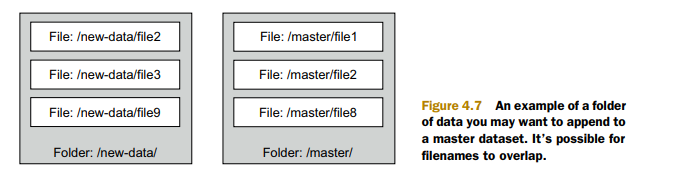 File: /new-data/file2
File: /new-data/file3
File: /new-data/file9
Folder: /new-data/
File: /master/file1
File: /master/file2
File: /master/file8
Folder: /master/
Figure 4.7 An example of a folder
of data you may want to append to
a master dataset. It’s possible for
filenames to overlap.